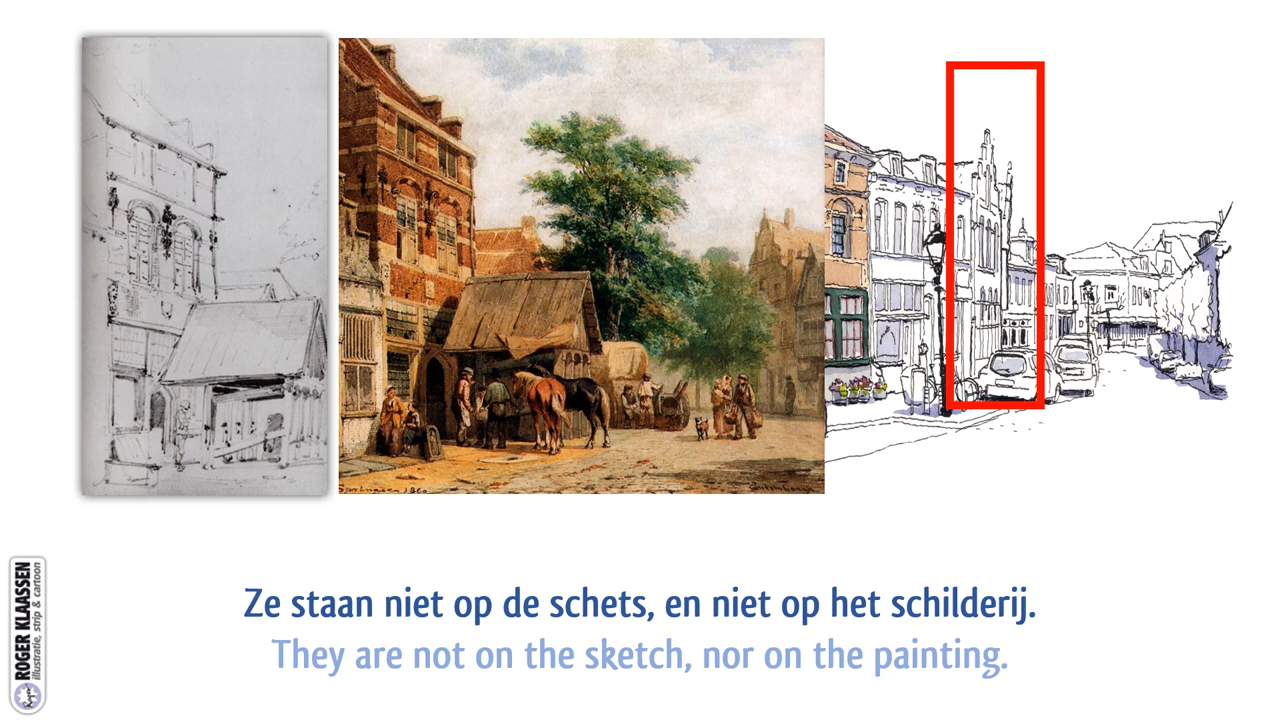 Ze staan niet op de schets, en niet op het schilderij.
They are not on the sketch, nor on the painting.
ROGER KLAASSEN
illustratie, strip & cartoon
Roger